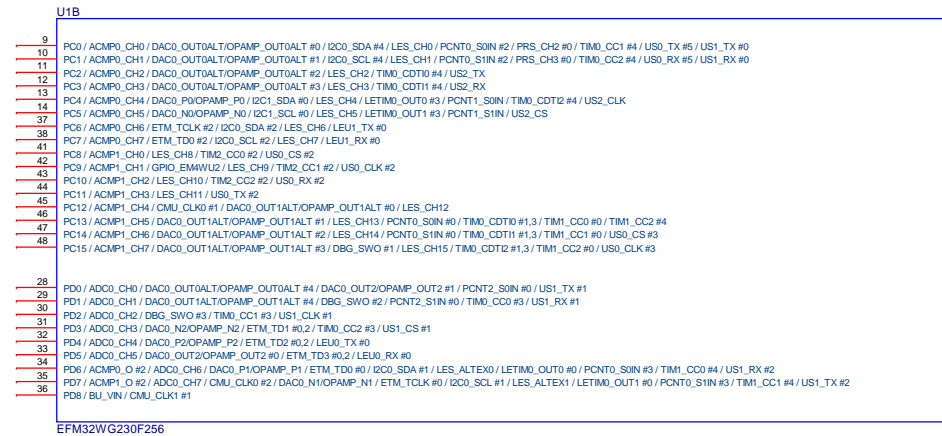 U1B
9 PC0 / ACMP0_CH0 / DAC0_OUT0ALT/OPAMP_OUT0ALT #0 / I2C0_SDA #4 / LES_CH0 / PCNT0_S0IN #2 / PRS_CH2 #0 / TIM0_CC1 #4 / US0_TX #5 / US1_TX #0
10 PC1 / ACMP0_CH1 / DAC0_OUT0ALT/OPAMP_OUT0ALT #1 / I2C0_SCL #4 / LES_CH1 / PCNT0_S1IN #2 / PRS_CH3 #0 / TIM0_CC2 #4 / US0_RX #5 / US1_RX #0
11 PC2 / ACMP0_CH2 / DAC0_OUT0ALT/OPAMP_OUT0ALT #2 / LES_CH2 / TIM0_CDTI0 #4 / US2_TX
12 PC3 / ACMP0_CH3 / DAC0_OUT0ALT/OPAMP_OUT0ALT #3 / LES_CH3 / TIM0_CDTI1 #4 / US2_RX
13 PC4 / ACMP0_CH4 / DAC0_P0/OPAMP_P0 / I2C1_SDA #0 / LES_CH4 / LETIM0_OUT0 #3 / PCNT1_S0IN / TIM0_CDTI2 #4 / US2_CLK
14 PC5 / ACMP0_CH5 / DAC0_N0/OPAMP_N0 / I2C1_SCL #0 / LES_CH5 / LETIM0_OUT1 #3 / PCNT1_S1IN / US2_CS
37 PC6 / ACMP0_CH6 / ETM_TCLK #2 / I2C0_SDA #2 / LES_CH6 / LEU1_TX #0
38 PC7 / ACMP0_CH7 / ETM_TD0 #2 / I2C0_SCL #2 / LES_CH7 / LEU1_RX #0
41 PC8 / ACMP1_CH0 / LES_CH8 / TIM2_CC0 #2 / US0_CS #2
42 PC9 / ACMP1_CH1 / GPIO_EM4WU2 / LES_CH9 / TIM2_CC1 #2 / US0_CLK #2
43 PC10 / ACMP1_CH2 / LES_CH10 / TIM2_CC2 #2 / US0_RX #2
44 PC11 / ACMP1_CH3 / LES_CH11 / US0_TX #2
45 PC12 / ACMP1_CH4 / CMU_CLK0 #1 / DAC0_OUT1ALT/OPAMP_OUT1ALT #0 / LES_CH12
46 PC13 / ACMP1_CH5 / DAC0_OUT1ALT/OPAMP_OUT1ALT #1 / LES_CH13 / PCNT0_S0IN #0 / TIM0_CDTI0 #1,3 / TIM1_CC0 #0 / TIM1_CC2 #4
47 PC14 / ACMP1_CH6 / DAC0_OUT1ALT/OPAMP_OUT1ALT #2 / LES_CH14 / PCNT0_S1IN #0 / TIM0_CDTI1 #1,3 / TIM1_CC1 #0 / US0_CS #3
48 PC15 / ACMP1_CH7 / DAC0_OUT1ALT/OPAMP_OUT1ALT #3 / DBG_SWO #1 / LES_CH15 / TIM0_CDTI2 #1,3 / TIM1_CC2 #0 / US0_CLK #3
28 PD0 / ADC0_CH0 / DAC0_OUT0ALT/OPAMP_OUT0ALT #4 / DAC0_OUT2/OPAMP_OUT2 #1 / PCNT2_S0IN #0 / US1_TX #1
29 PD1 / ADC0_CH1 / DAC0_OUT1ALT/OPAMP_OUT1ALT #4 / DBG_SWO #2 / PCNT2_S1IN #0 / TIM0_CC0 #3 / US1_RX #1
30 PD2 / ADC0_CH2 / DBG_SWO #3 / TIM0_CC1 #3 / US1_CLK #1
31 PD3 / ADC0_CH3 / DAC0_N2/OPAMP_N2 / ETM_TD1 #0,2 / TIM0_CC2 #3 / US1_CS #1
32 PD4 / ADC0_CH4 / DAC0_P2/OPAMP_P2 / ETM_TD2 #0,2 / LEU0_TX #0
33 PD5 / ADC0_CH5 / DAC0_OUT2/OPAMP_OUT2 #0 / ETM_TD3 #0,2 / LEU0_RX #0
34 PD6 / ACMP0_O #2 / ADC0_CH6 / DAC0_P1/OPAMP_P1 / ETM_TD0 #0 / I2C0_SDA #1 / LES_ALTEX0 / LETIM0_OUT0 #0 / PCNT0_S0IN #3 / TIM1_CC0 #4 / US1_RX #2
35 PD7 / ACMP1_O #2 / ADC0_CH7 / CMU_CLK0 #2 / DAC0_N1/OPAMP_N1 / ETM_TCLK #0 / I2C0_SCL #1 / LES_ALTEX1 / LETIM0_OUT1 #0 / PCNT0_S1IN #3 / TIM1_CC1 #4 / US1_TX #2
36 PD8 / BU_VIN / CMU_CLK1 #1
EFM32WG230F256